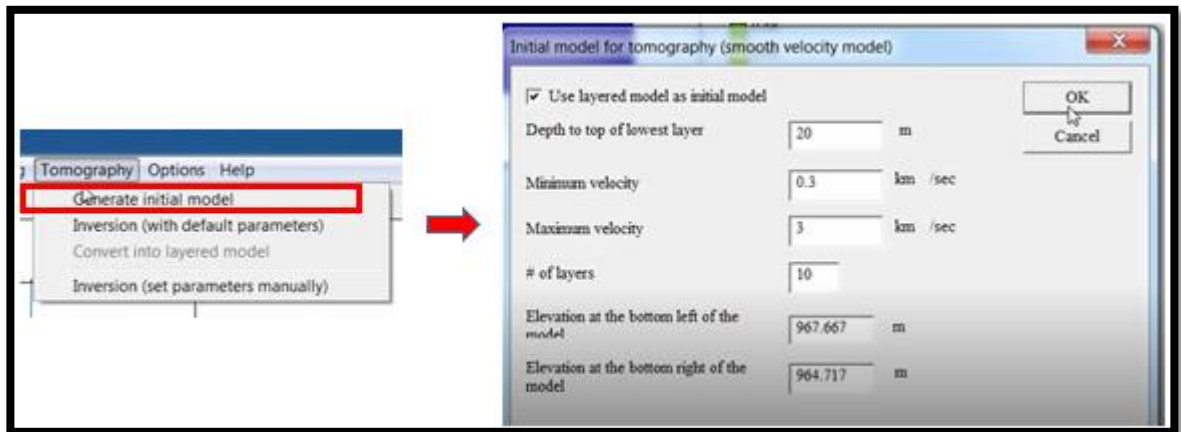 Tomography Options Help
Generate initial model
Inversion (with default parameters)
Convert into layered model
Inversion (set parameters manually)
Initial model for tomography (smooth velocity model)
Use layered model as initial model
OK
Depth to top of lowest layer 20 m
Cancel
Minimum velocity 0.3 km /sec
Maximum velocity 3 km /sec
# of layers 10
Elevation at the bottom left of the
model 967.667 m
Elevation at the bottom right of the
model 964.717 m